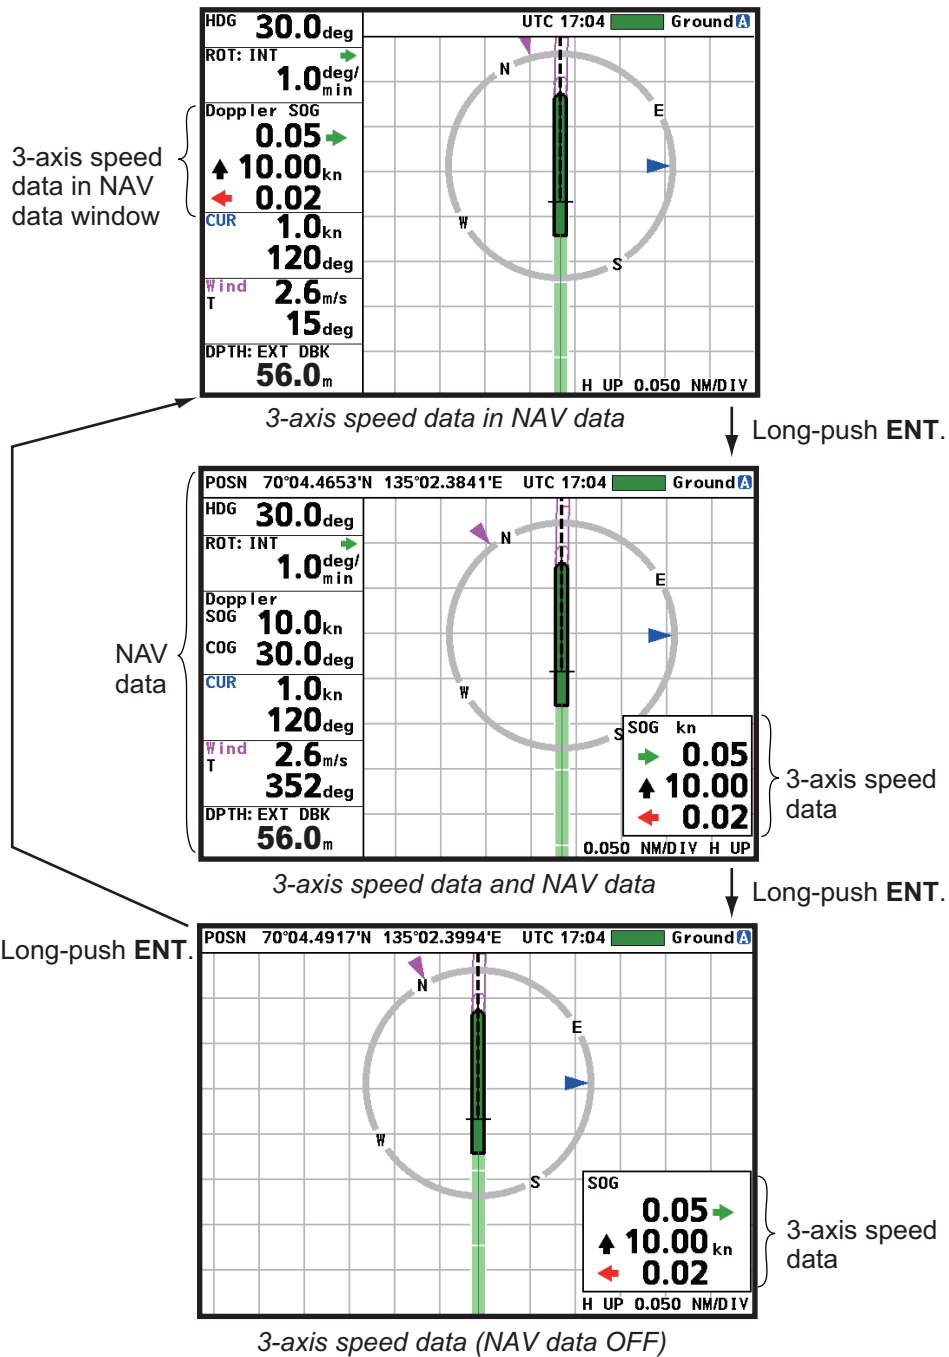 HDG 30.0deg
UTC 17:04 Ground A
ROT: INT
1.0deg/min
Doppler SOG
0.05
10.00kn
0.02
3-axis speed
data in NAV
data window
CUR 1.0kn
120deg
Wind 2.6m/s
T
15deg
DPTH: EXT DBK
56.0m
N
E
W
S
H UP 0.050 NM/DIV
3-axis speed data in NAV data
Long-push ENT.
POSN 70°04.4653'N 135°02.3841'E UTC 17:04 Ground A
HDG 30.0deg
ROT: INT
1.0deg/min
Doppler
SOG 10.0kn
COG 30.0deg
NAV
data
CUR 1.0kn
120deg
Wind 2.6m/s
T
352deg
DPTH: EXT DBK
56.0m
N
E
W
S
SOG kn
0.05
10.00
0.02
3-axis speed
data
0.050 NM/DIV H UP
3-axis speed data and NAV data
Long-push ENT.
Long-push ENT.
POSN 70°04.4917'N 135°02.3994'E UTC 17:04 Ground A
N
E
W
S
SOG
0.05
10.00 kn
0.02
3-axis speed
data
H UP 0.050 NM/DIV
3-axis speed data (NAV data OFF)